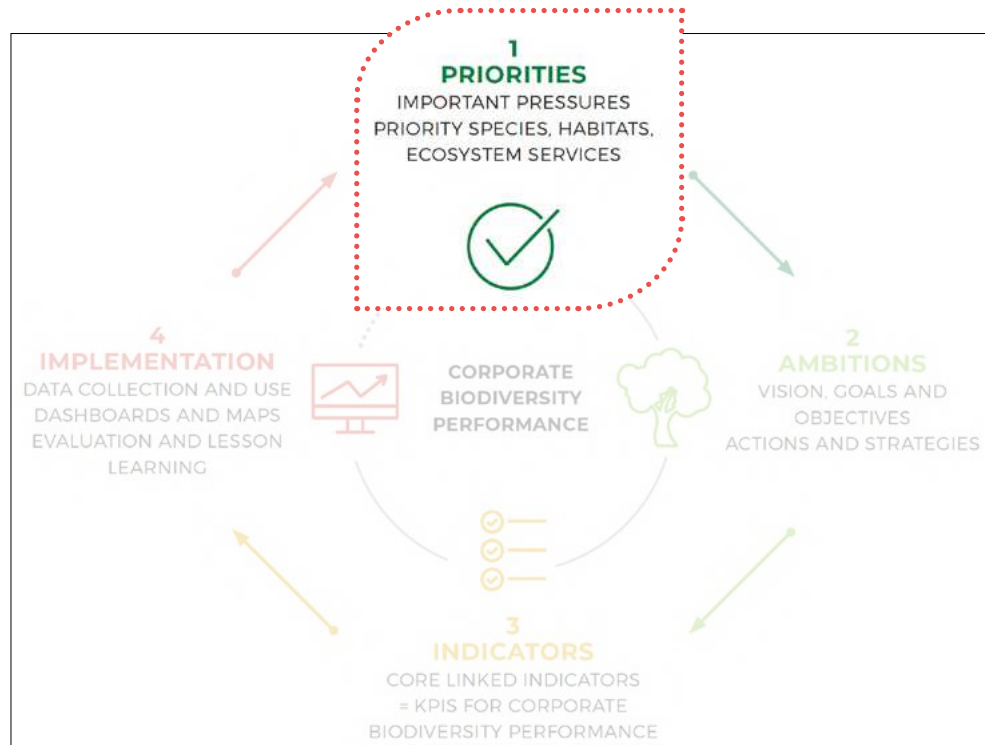 1
PRIORITIES
IMPORTANT PRESSURES
PRIORITY SPECIES, HABITATS,
ECOSYSTEM SERVICES
4
IMPLEMENTATION
DATA COLLECTION AND USE
DASHBOARDS AND MAPS
EVALUATION AND LESSON
LEARNING
CORPORATE
BIODIVERSITY
PERFORMANCE
2
AMBITIONS
VISION, GOALS AND
OBJECTIVES
ACTIONS AND STRATEGIES
3
INDICATORS
CORE LINKED INDICATORS
= KPIS FOR CORPORATE
BIODIVERSITY PERFORMANCE